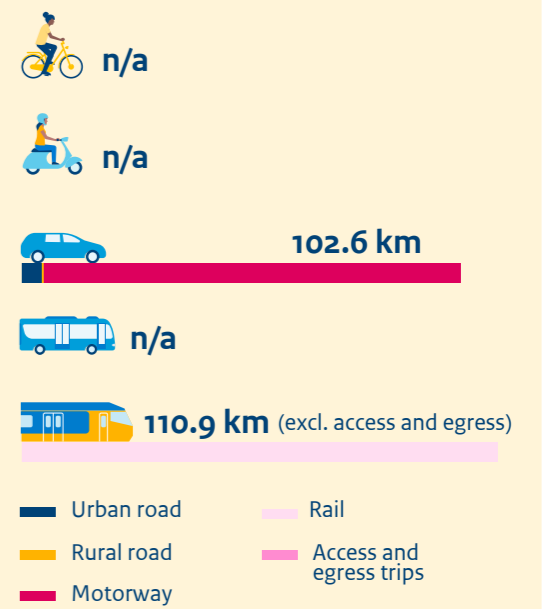 n/a
n/a
102.6 km
n/a
110.9 km (excl. access and egress)
Urban road
Rural road
Motorway
Rail
Access and
egress trips